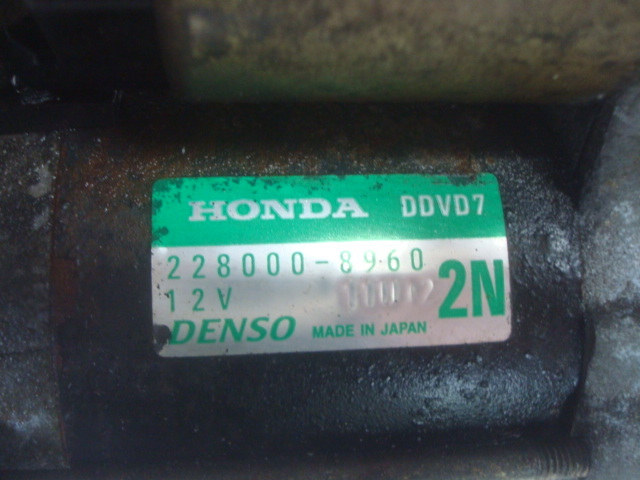 HONDA DDVD7
228000-8960
12V 2N
DENSO MADE IN JAPAN